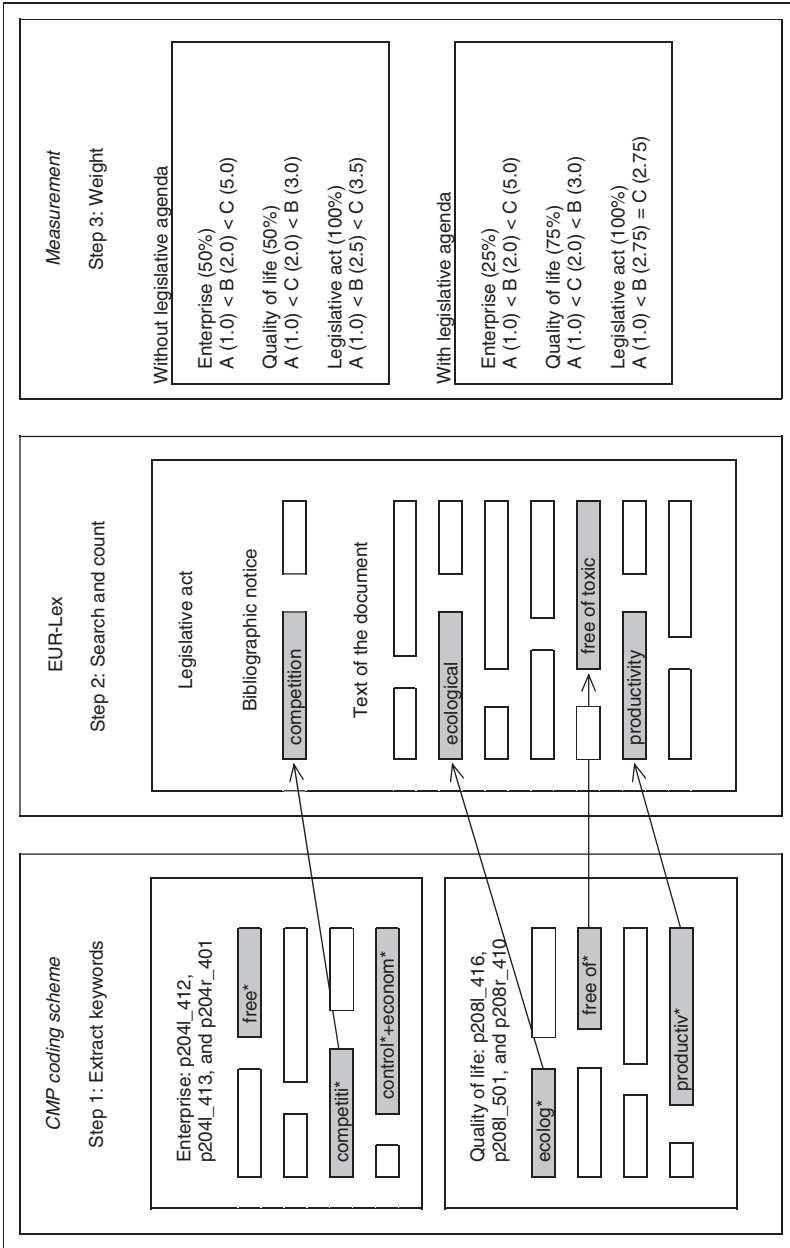 CMP coding scheme
Step 1: Extract keywords
Enterprise: p204l_412,
p204l_413, and p204r_401
free*
competiti*
control*+econom*
Quality of life: p208l_416,
p208l_501, and p208r_410
ecolog*
free of*
productiv*
EUR-Lex
Step 2: Search and count
Legislative act
Bibliographic notice
competition
Text of the document
ecological
free of toxic
productivity
Measurement
Step 3: Weight
Without legislative agenda
Enterprise (50%)
A (1.0) < B (2.0) < C (5.0)
Quality of life (50%)
A (1.0) < C (2.0) < B (3.0)
Legislative act (100%)
A (1.0) < B (2.5) < C (3.5)
With legislative agenda
Enterprise (25%)
A (1.0) < B (2.0) < C (5.0)
Quality of life (75%)
A (1.0) < C (2.0) < B (3.0)
Legislative act (100%)
A (1.0) < B (2.75) = C (2.75)